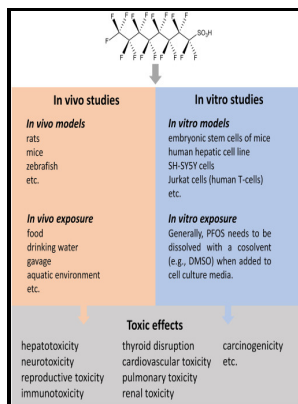 F F F F F F F F
F
SO₃H
F
F F F F F F F F
In vivo studies
In vivo models
rats
mice
zebrafish
etc.
In vivo exposure
food
drinking water
gavage
aquatic environment
etc.
In vitro studies
In vitro models
embryonic stem cells of mice
human hepatic cell line
SH-SY5Y cells
Jurkat cells (human T-cells)
etc.
In vitro exposure
Generally, PFOS needs to be
dissolved with a cosolvent
(e.g., DMSO) when added to
cell culture media.
Toxic effects
hepatotoxicity
neurotoxicity
reproductive toxicity
immunotoxicity
thyroid disruption
cardiovascular toxicity
pulmonary toxicity
renal toxicity
carcinogenicity
etc.